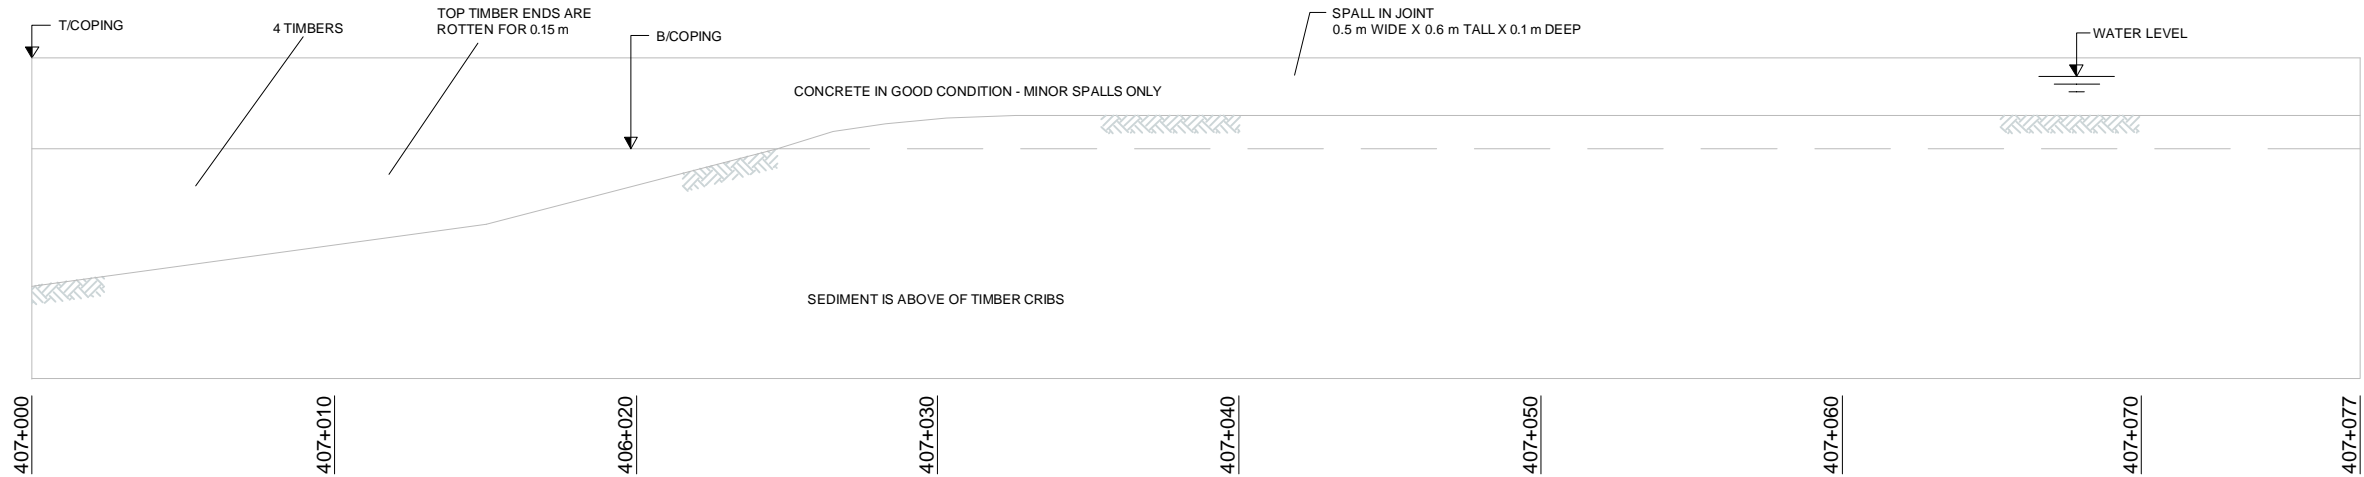 T/COPING
4 TIMBERS
TOP TIMBER ENDS ARE
ROTTEN FOR 0.15 m
B/COPING
SPALL IN JOINT
0.5 m WIDE X 0.6 m TALL X 0.1 m DEEP
WATER LEVEL
CONCRETE IN GOOD CONDITION - MINOR SPALLS ONLY
SEDIMENT IS ABOVE OF TIMBER CRIBS
407+000
407+010
406+020
407+030
407+040
407+050
407+060
407+070
407+077